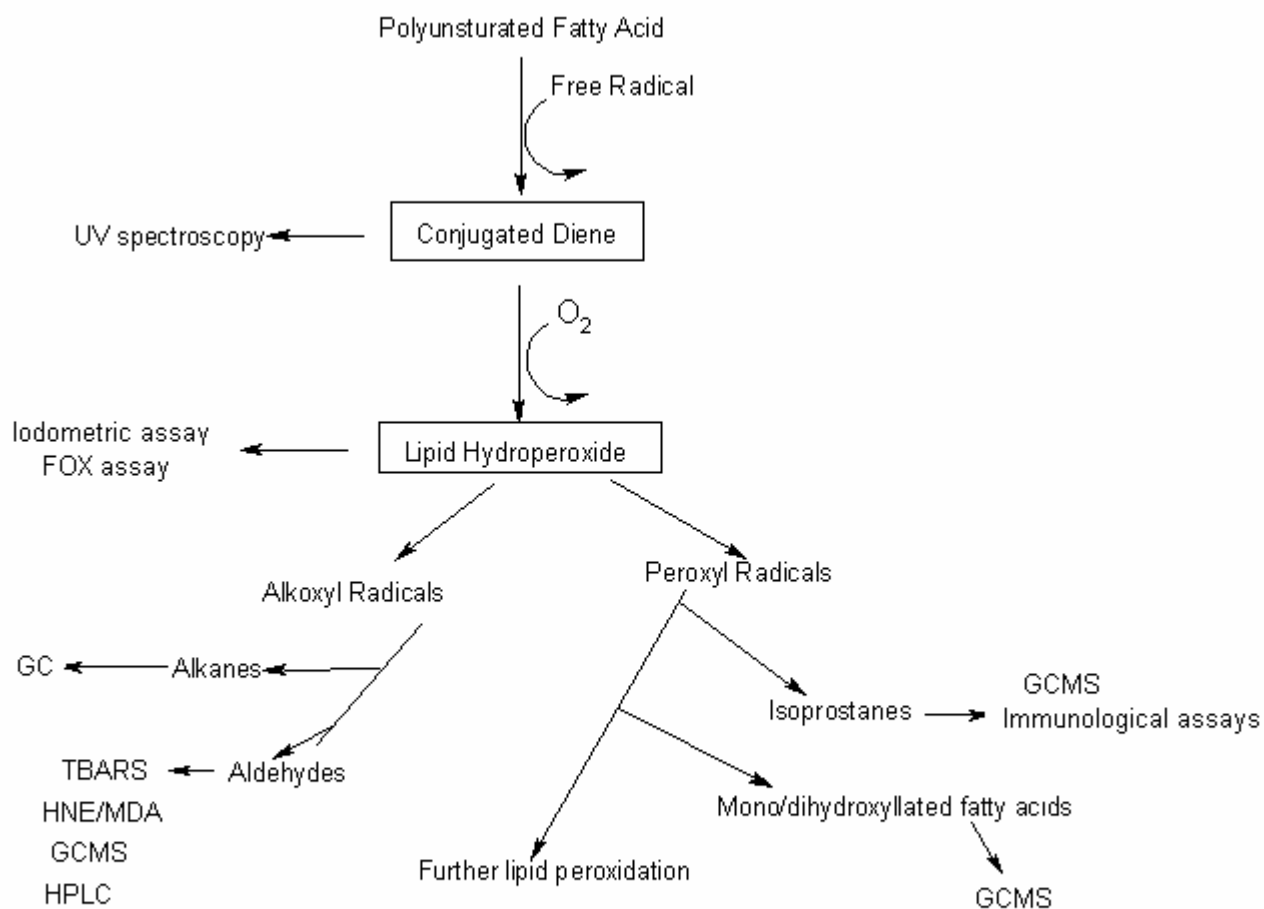 Polyunsturated Fatty Acid
Free Radical
UV spectroscopy
Conjugated Diene
O2
Iodometric assay
FOX assay
Lipid Hydroperoxide
Alkoxyl Radicals
Peroxyl Radicals
GC
Alkanes
Isoprostanes
GCMS
Immunological assays
TBARS
Aldehydes
HNE/MDA
GCMS
HPLC
Mono/dihydroxyllated fatty acids
Further lipid peroxidation
GCMS